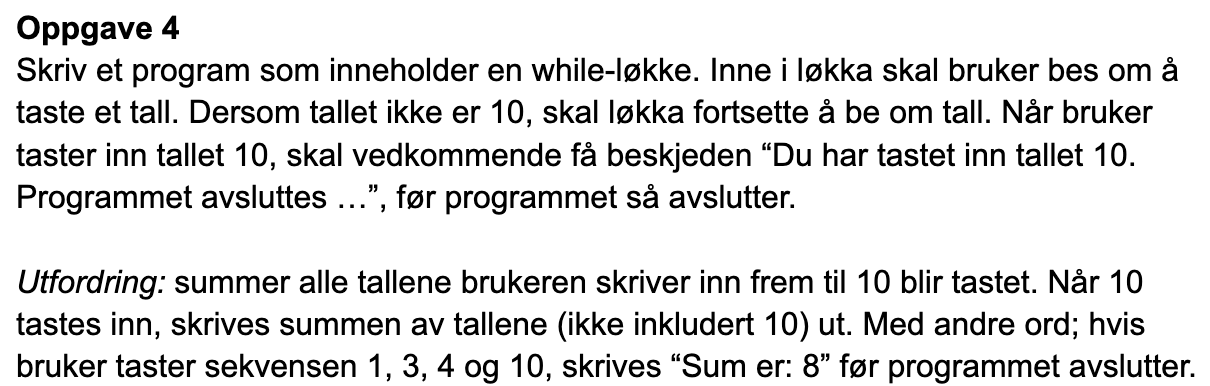 Oppgave 4
Skriv et program som inneholder en while-løkke. Inne i løkka skal bruker bes om å
taste et tall. Dersom tallet ikke er 10, skal løkka fortsette å be om tall. Når bruker
taster inn tallet 10, skal vedkommende få beskjeden “Du har tastet inn tallet 10.
Programmet avsluttes …”, før programmet så avslutter.
Utfordring: summer alle tallene brukeren skriver inn frem til 10 blir tastet. Når 10
tastes inn, skrives summen av tallene (ikke inkludert 10) ut. Med andre ord; hvis
bruker taster sekvensen 1, 3, 4 og 10, skrives “Sum er: 8” før programmet avslutter.